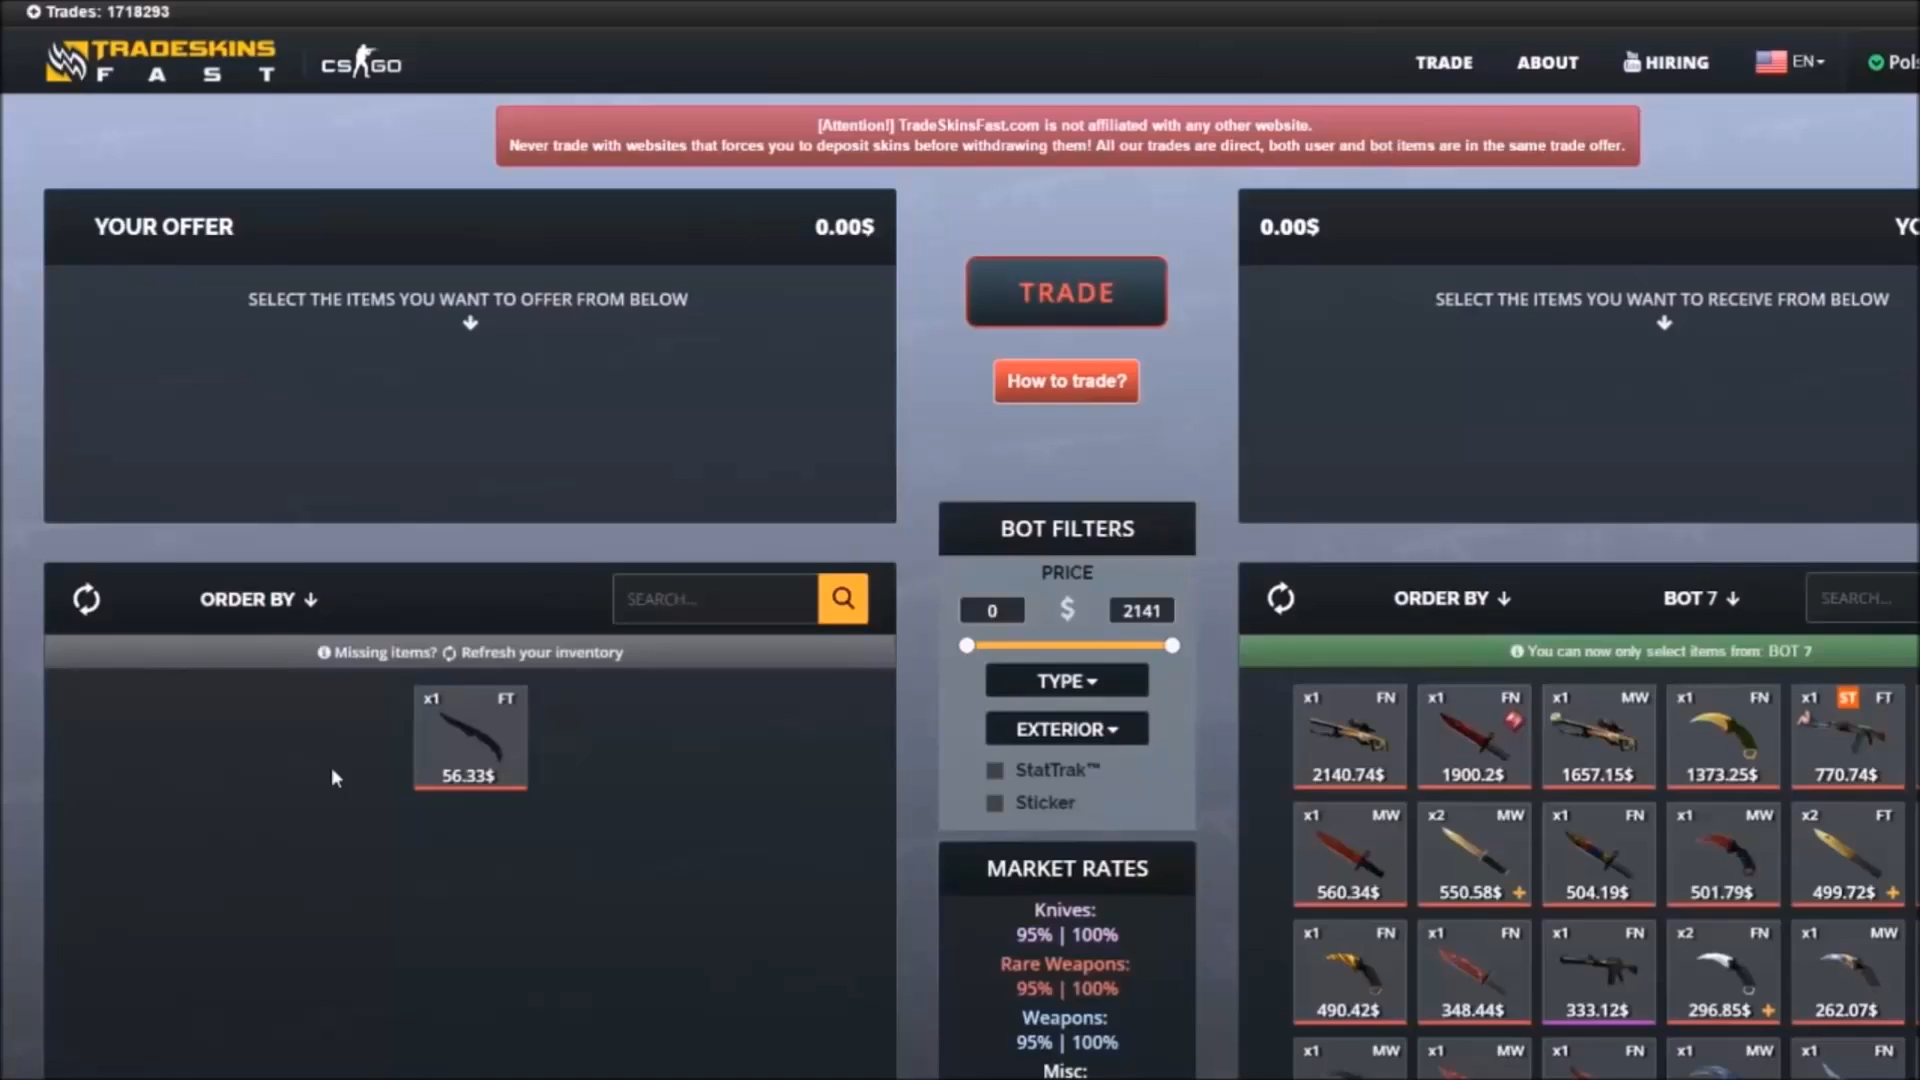 Trades: 1718293
TRADESKINS
FAST
CS GO
TRADE
ABOUT
HIRING
EN
[Attention!] TradeSkinsFast.com is not affiliated with any other website.
Never trade with websites that forces you to deposit skins before withdrawing them! All our trades are direct, both user and bot items are in the same trade offer.
YOUR OFFER
0.00$
SELECT THE ITEMS YOU WANT TO OFFER FROM BELOW
TRADE
How to trade?
0.00$
SELECT THE ITEMS YOU WANT TO RECEIVE FROM BELOW
ORDER BY
SEARCH...
Missing items? Refresh your inventory
x1 FT
56.33$
BOT FILTERS
PRICE
0 $ 2141
TYPE
EXTERIOR
StatTrak™
Sticker
MARKET RATES
Knives:
95% | 100%
Rare Weapons:
95% | 100%
Weapons:
95% | 100%
Misc:
ORDER BY
BOT 7
SEARCH...
You can now only select items from: BOT 7
x1 FN x1 FN x1 MW x1 FN x1 ST FT
2140.74$ 1900.2$ 1657.15$ 1373.25$ 770.74$
x1 MW x2 MW x1 FN x1 MW x2 FT
560.34$ 550.58$ + 504.19$ 501.79$ 499.72$ +
x1 FN x1 FN x1 FN x2 FN x1 MW
490.42$ 348.44$ 333.12$ 296.85$ + 262.07$
x1 MW x1 MW x1 FN x1 MW x1 FN